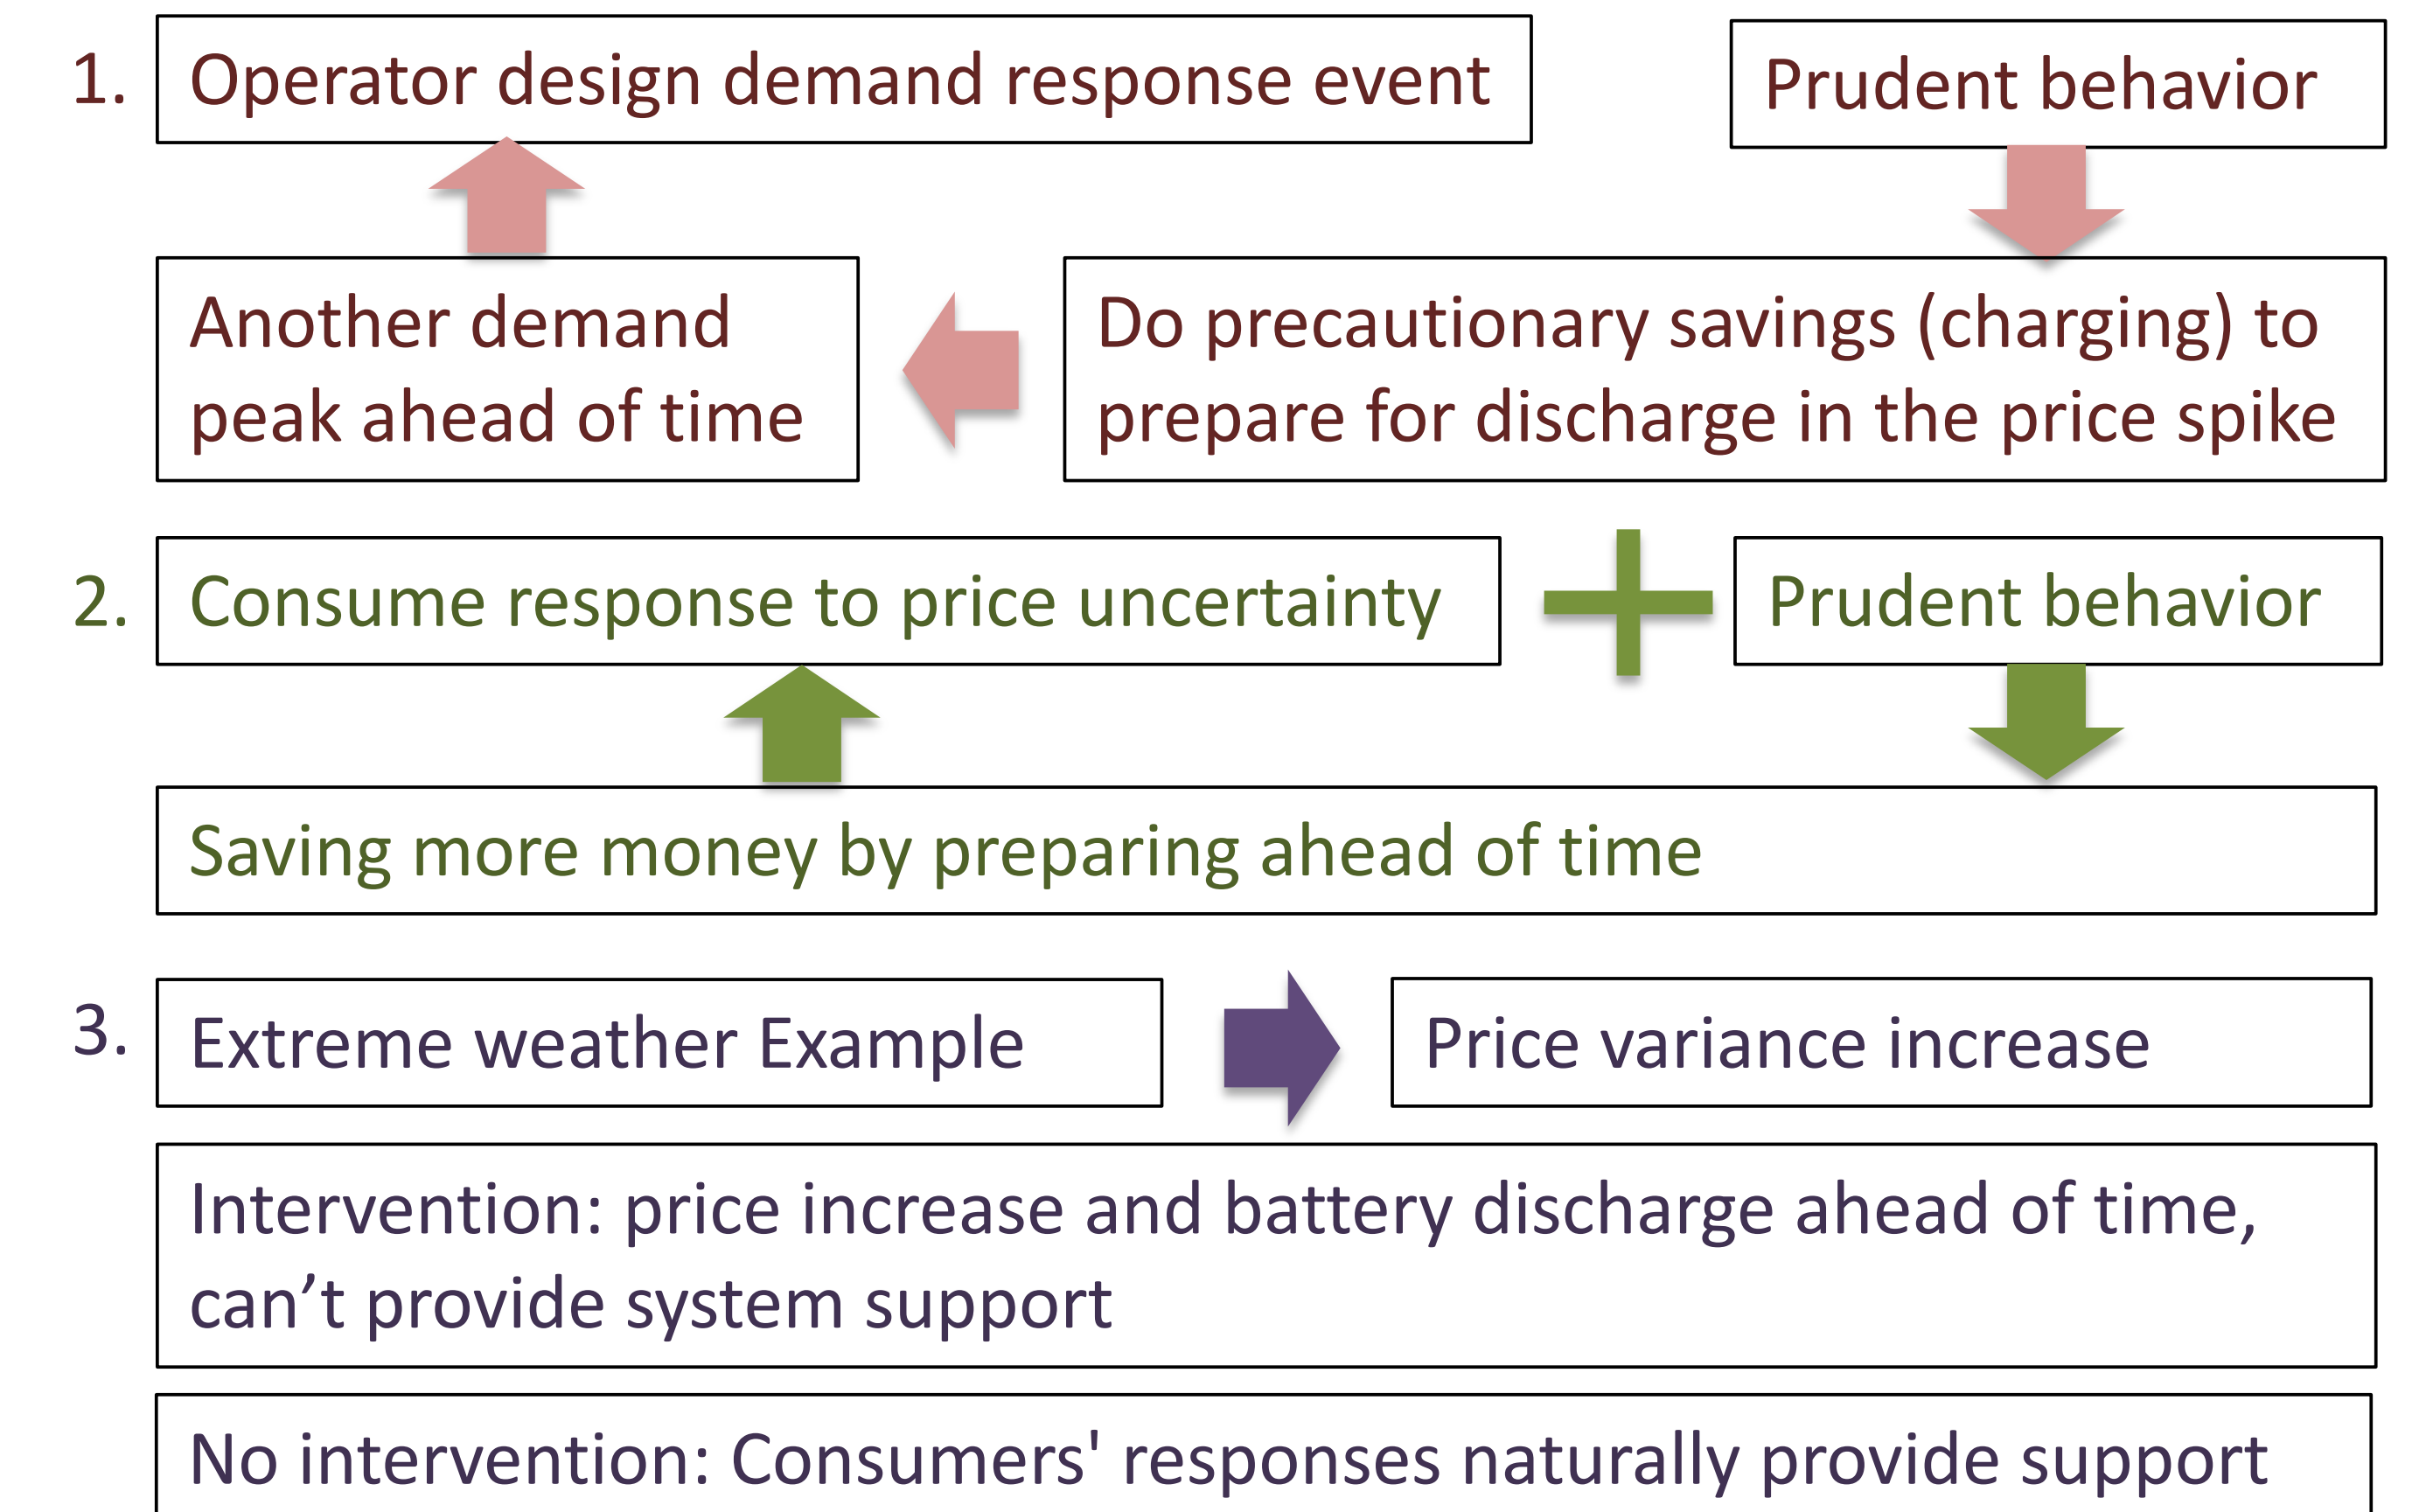 1. Operator design demand response event
Prudent behavior
Another demand
peak ahead of time
Do precautionary savings (charging) to
prepare for discharge in the price spike
2. Consume response to price uncertainty
Prudent behavior
Saving more money by preparing ahead of time
3. Extreme weather Example
Price variance increase
Intervention: price increase and battery discharge ahead of time,
can’t provide system support
No intervention: Consumers' responses naturally provide support